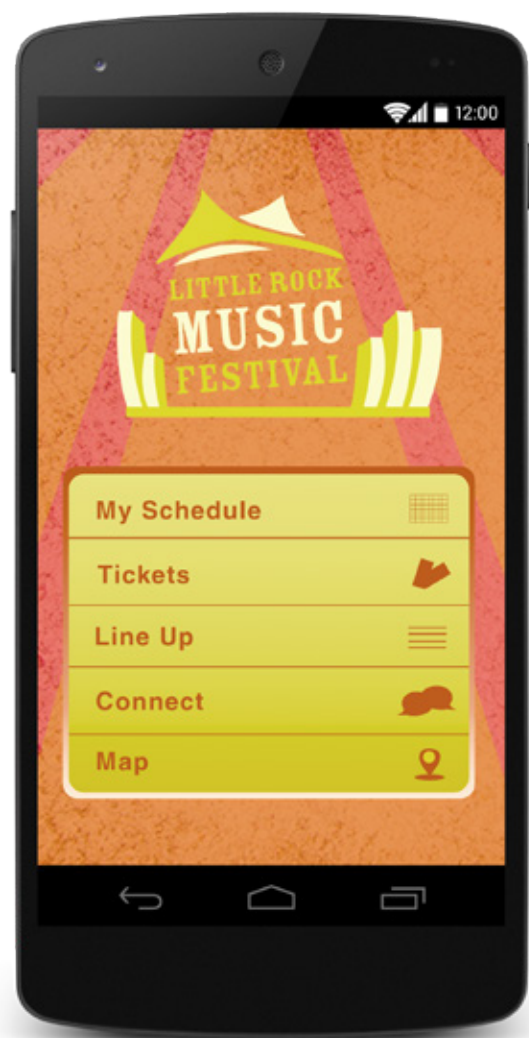 12:00
LITTLE ROCK
MUSIC
FESTIVAL
My Schedule
Tickets
Line Up
Connect
Map